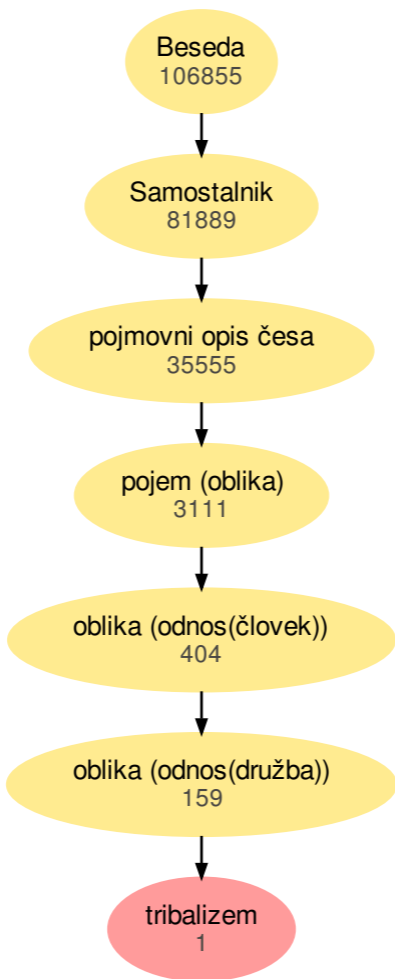 Beseda
106855
Samostalnik
81889
pojmovni opis česa
35555
pojem (oblika)
3111
oblika (odnos(človek))
404
oblika (odnos(družba))
159
tribalizem
1